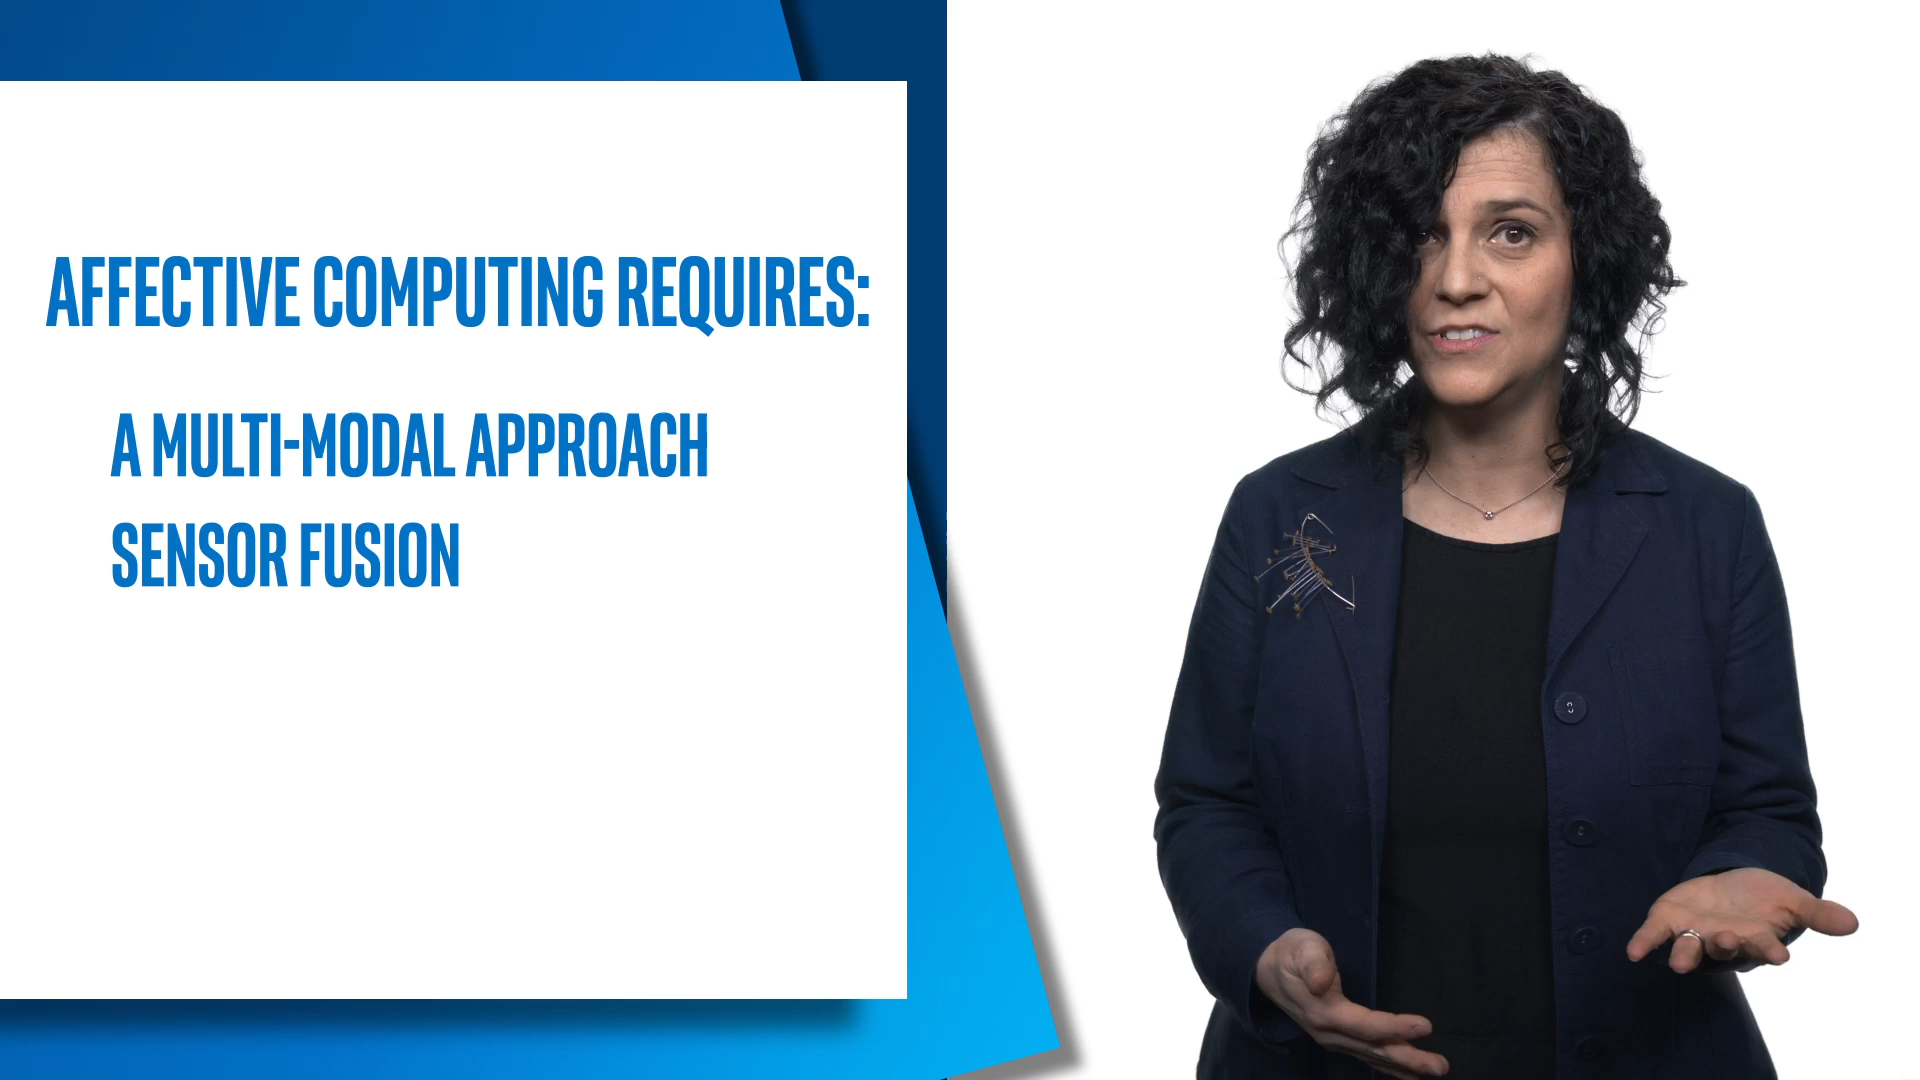 AFFECTIVE COMPUTING REQUIRES:
A MULTI-MODAL APPROACH
SENSOR FUSION